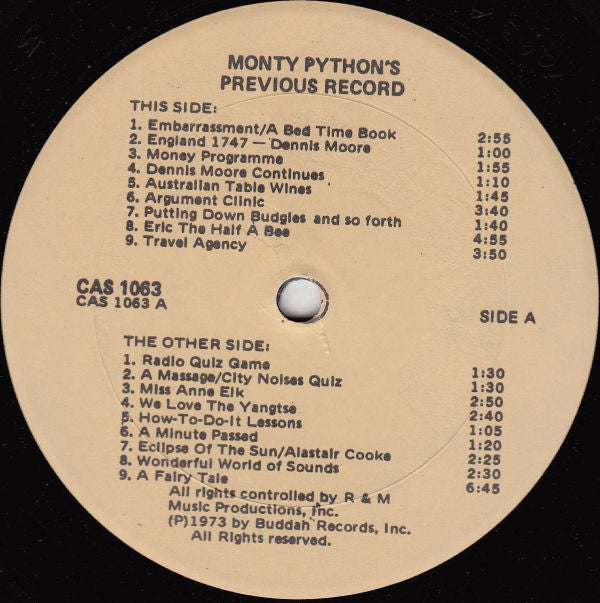 MONTY PYTHON'S
PREVIOUS RECORD
THIS SIDE:
1. Embarrassment/A Bed Time Book 2:55
2. England 1747 — Dennis Moore 1:00
3. Money Programme 1:55
4. Dennis Moore Continues 1:10
5. Australian Table Wines 1:45
6. Argument Clinic 3:40
7. Putting Down Budgies and so forth 1:40
8. Eric The Half A Bee 4:55
9. Travel Agency 3:50
CAS 1063
CAS 1063 A
SIDE A
THE OTHER SIDE:
1. Radio Quiz Game 1:30
2. A Massage/City Noises Quiz 1:30
3. Miss Anne Elk 2:50
4. We Love The Yangtse 2:40
5. How-To-Do-It Lessons 1:05
6. A Minute Passed 1:20
7. Eclipse Of The Sun/Alastair Cooke 2:25
8. Wonderful World of Sounds 2:30
9. A Fairy Tale 6:45
All rights controlled by R & M
Music Productions, Inc.
(P)1973 by Buddah Records, Inc.
All Rights reserved.